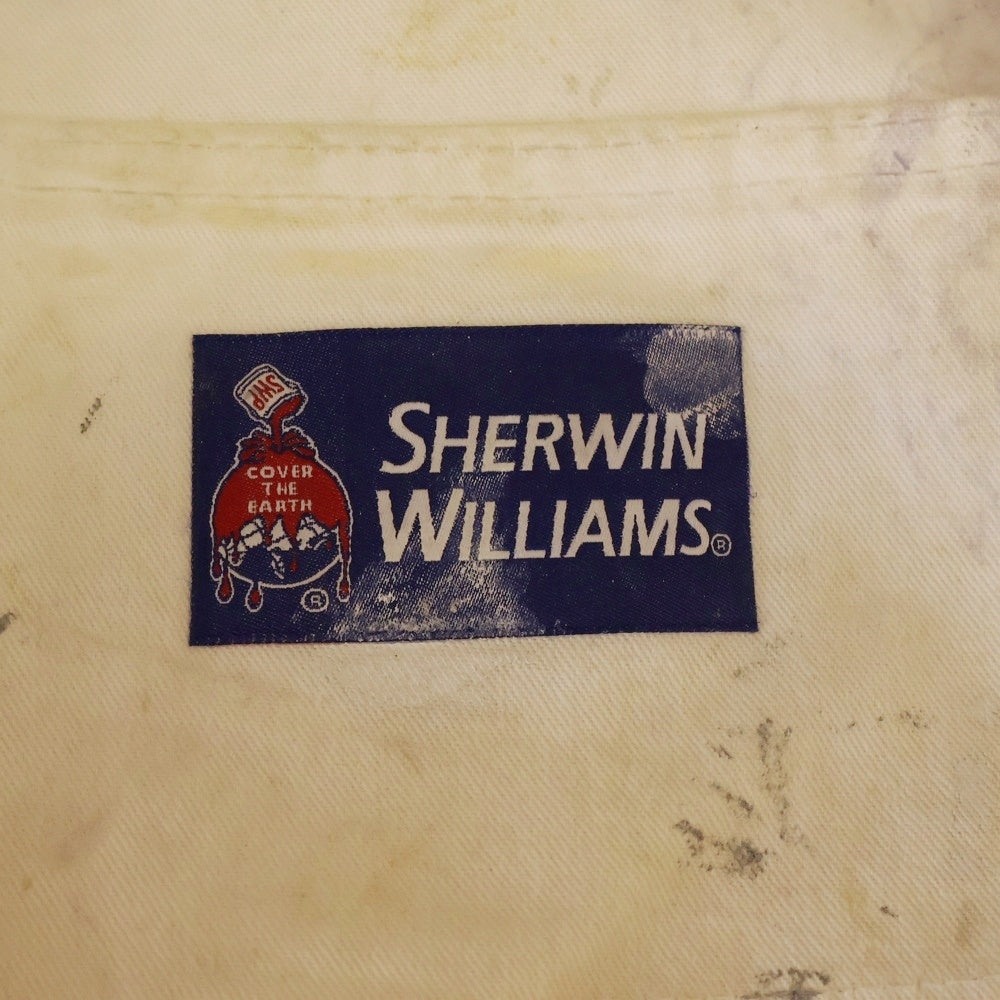 SWP
COVER
THE
EARTH
®
SHERWIN
WILLIAMS®